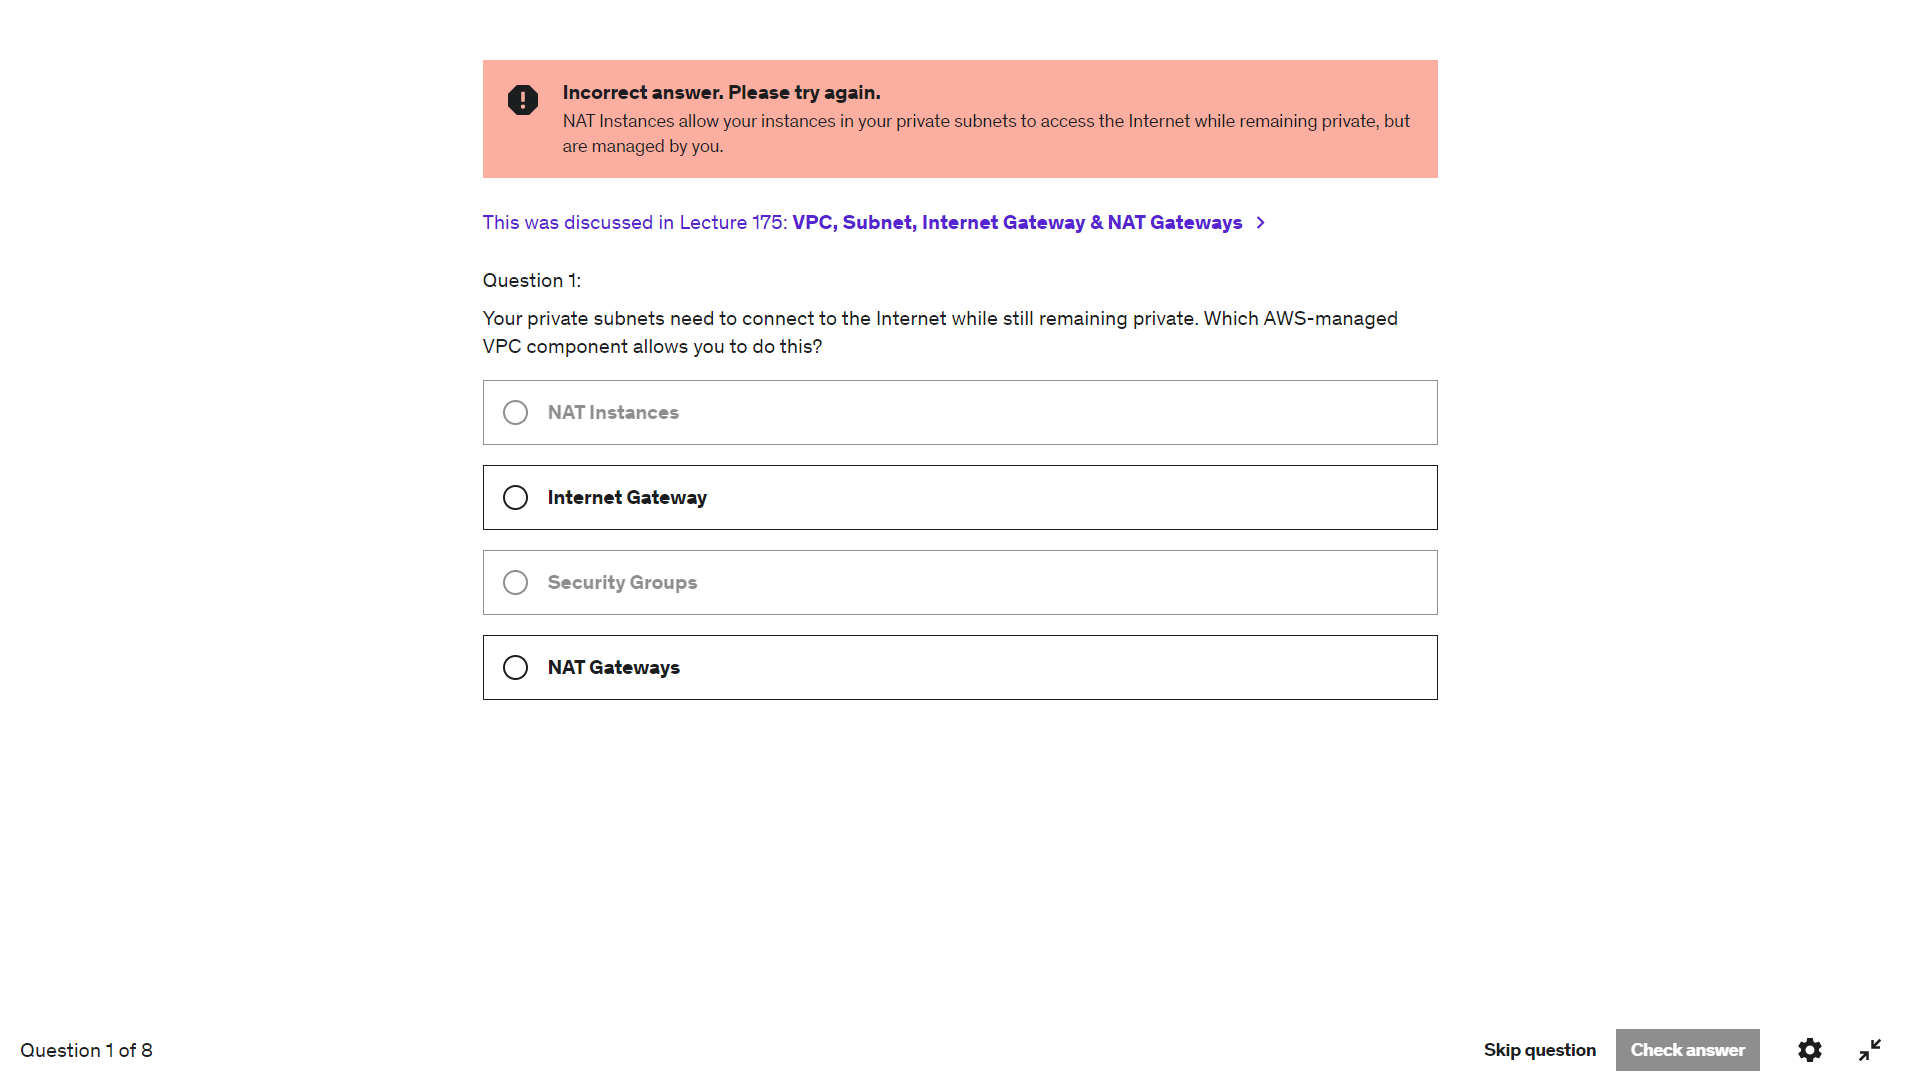 Incorrect answer. Please try again.
NAT Instances allow your instances in your private subnets to access the Internet while remaining private, but
are managed by you.
This was discussed in Lecture 175: VPC, Subnet, Internet Gateway & NAT Gateways
Question 1:
Your private subnets need to connect to the Internet while still remaining private. Which AWS-managed
VPC component allows you to do this?
NAT Instances
Internet Gateway
Security Groups
NAT Gateways
Question 1 of 8
Skip question
Check answer